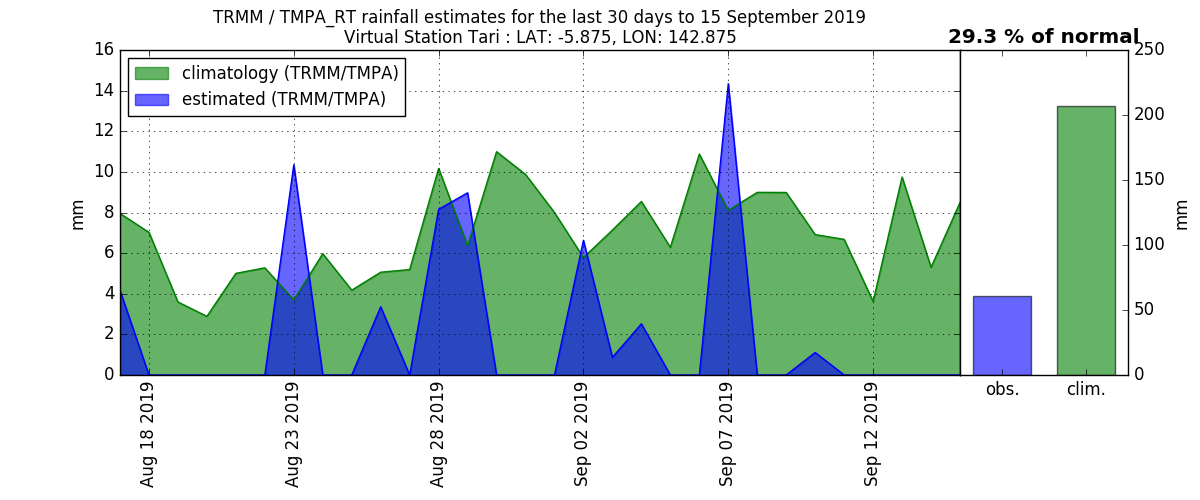 TRMM / TMPA_RT rainfall estimates for the last 30 days to 15 September 2019
Virtual Station Tari : LAT: -5.875, LON: 142.875
29.3 % of normal
climatology (TRMM/TMPA)
estimated (TRMM/TMPA)
mm
16
14
12
10
8
6
4
2
0
Aug 18 2019
Aug 23 2019
Aug 28 2019
Sep 02 2019
Sep 07 2019
Sep 12 2019
obs.
clim.
250
200
150
100
50
0
mm